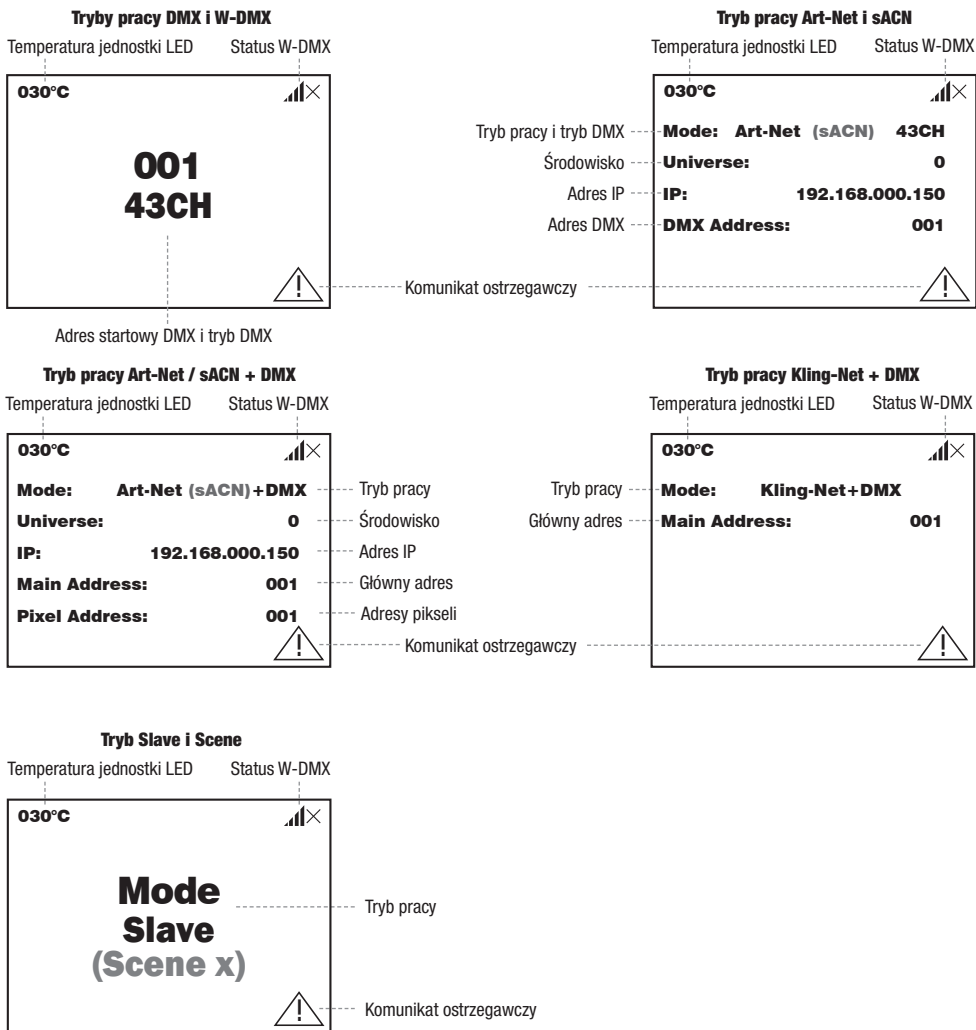 Tryby pracy DMX i W-DMX
Temperatura jednostki LED Status W-DMX
030°C
001
43CH
Adres startowy DMX i tryb DMX
Tryb pracy Art-Net i sACN
Temperatura jednostki LED Status W-DMX
030°C
Tryb pracy i tryb DMX Mode: Art-Net (sACN) 43CH
Środowisko Universe: 0
Adres IP IP: 192.168.000.150
Adres DMX DMX Address: 001
Komunikat ostrzegawczy
Tryb pracy Art-Net / sACN + DMX
Temperatura jednostki LED Status W-DMX
030°C
Mode: Art-Net (sACN)+DMX Tryb pracy
Universe: 0 Środowisko
IP: 192.168.000.150 Adres IP
Main Address: 001 Główny adres
Pixel Address: 001 Adresy pikseli
Komunikat ostrzegawczy
Tryb pracy Kling-Net + DMX
Temperatura jednostki LED Status W-DMX
030°C
Tryb pracy Mode: Kling-Net+DMX
Główny adres Main Address: 001
Tryb Slave i Scene
Temperatura jednostki LED Status W-DMX
030°C
Mode
Slave
(Scene x)
Tryb pracy
Komunikat ostrzegawczy